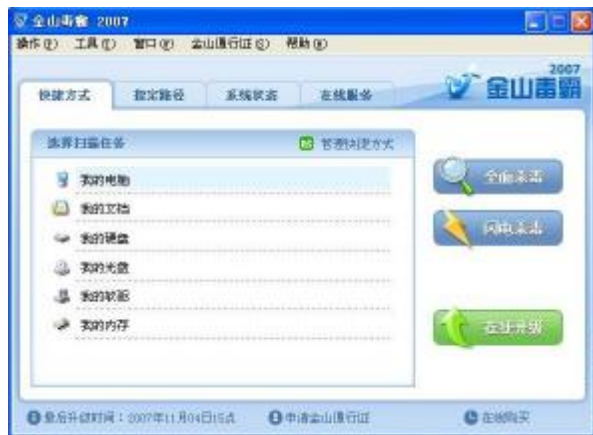 金山毒霸 2007
操作(O) 工具(T) 窗口(W) 金山通行证(G) 帮助(H)
2007
金山毒霸
快捷方式 指定路径 系统状态 在线服务
选择扫描任务 管理快捷方式
我的电脑
我的文档
我的硬盘
我的光盘
我的软驱
我的内存
全面杀毒
闪电杀毒
在线升级
最后升级时间：2007年11月04日15点 申请金山通行证 在线购买